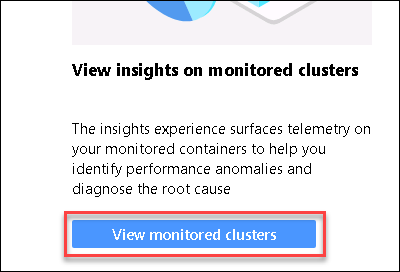 View insights on monitored clusters
The insights experience surfaces telemetry on
your monitored containers to help you
identify performance anomalies and
diagnose the root cause
View monitored clusters